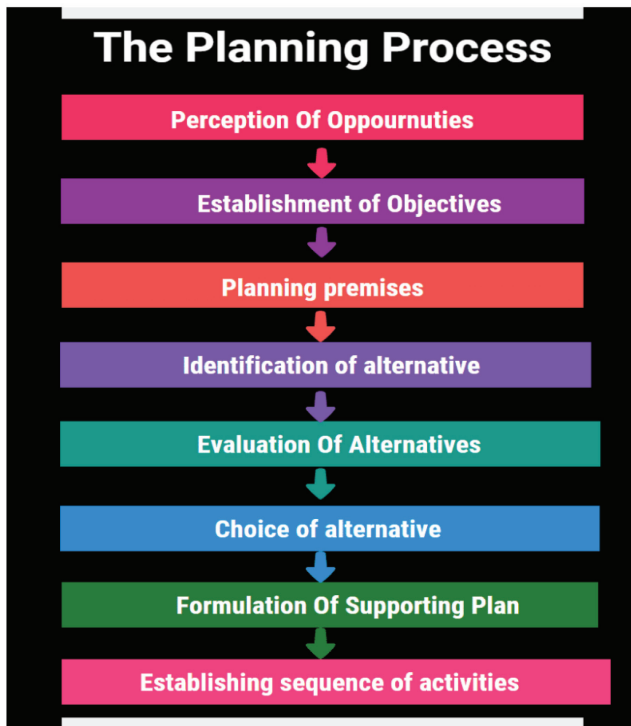 The Planning Process
Perception Of Oppournuties
Establishment of Objectives
Planning premises
Identification of alternative
Evaluation Of Alternatives
Choice of alternative
Formulation Of Supporting Plan
Establishing sequence of activities